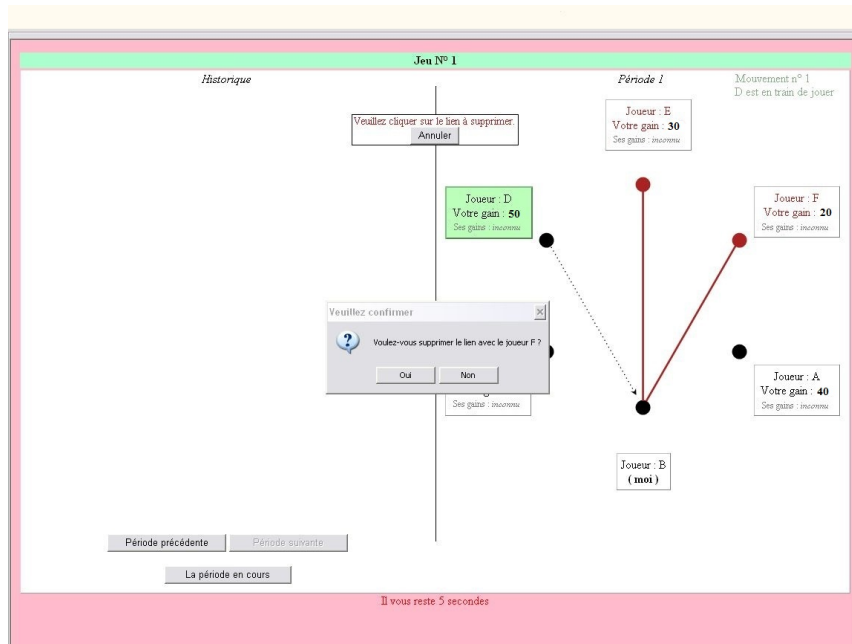 Jeu Nº 1
Historique
Période 1
Mouvement n° 1
D est en train de jouer
Veuillez cliquer sur le lien à supprimer.
Annuler
Joueur : E
Votre gain : 30
Ses gains : inconnu
Joueur : D
Votre gain : 50
Ses gains : inconnu
Joueur : F
Votre gain : 20
Ses gains : inconnu
Veuillez confirmer
Voulez-vous supprimer le lien avec le joueur F ?
Oui
Non
Ses gains : inconnu
Joueur : A
Votre gain : 40
Ses gains : inconnu
Joueur : B
( moi )
Période précédente
Période suivante
La période en cours
Il vous reste 5 secondes